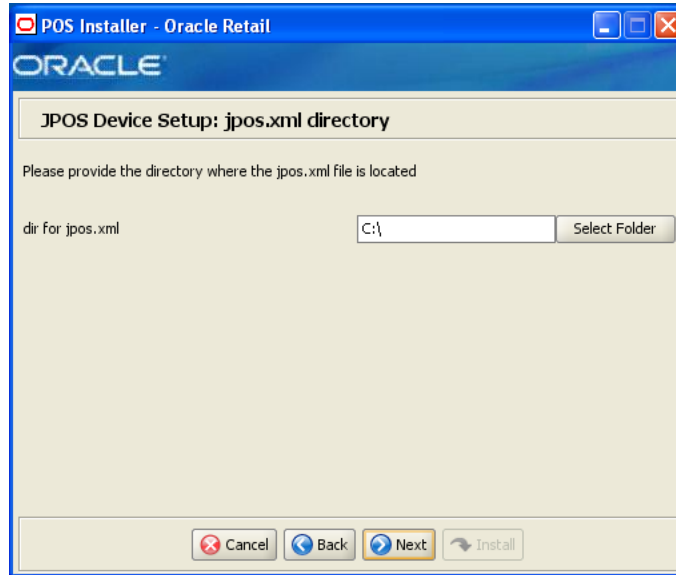 POS Installer - Oracle Retail
ORACLE
JPOS Device Setup: jpos.xml directory
Please provide the directory where the jpos.xml file is located
dir for jpos.xml C:\ Select Folder
Cancel Back Next Install